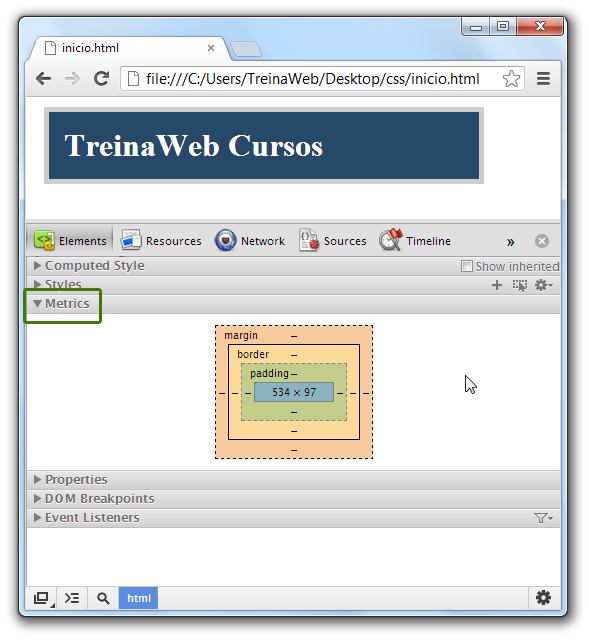 inicio.html
file:///C:/Users/TreinaWeb/Desktop/css/inicio.html
TreinaWeb Cursos
Elements Resources Network Sources Timeline »
Computed Style Show inherited
Styles
Metrics
margin –
border –
padding –
– – – 534 × 97 – – –
–
–
–
Properties
DOM Breakpoints
Event Listeners
html